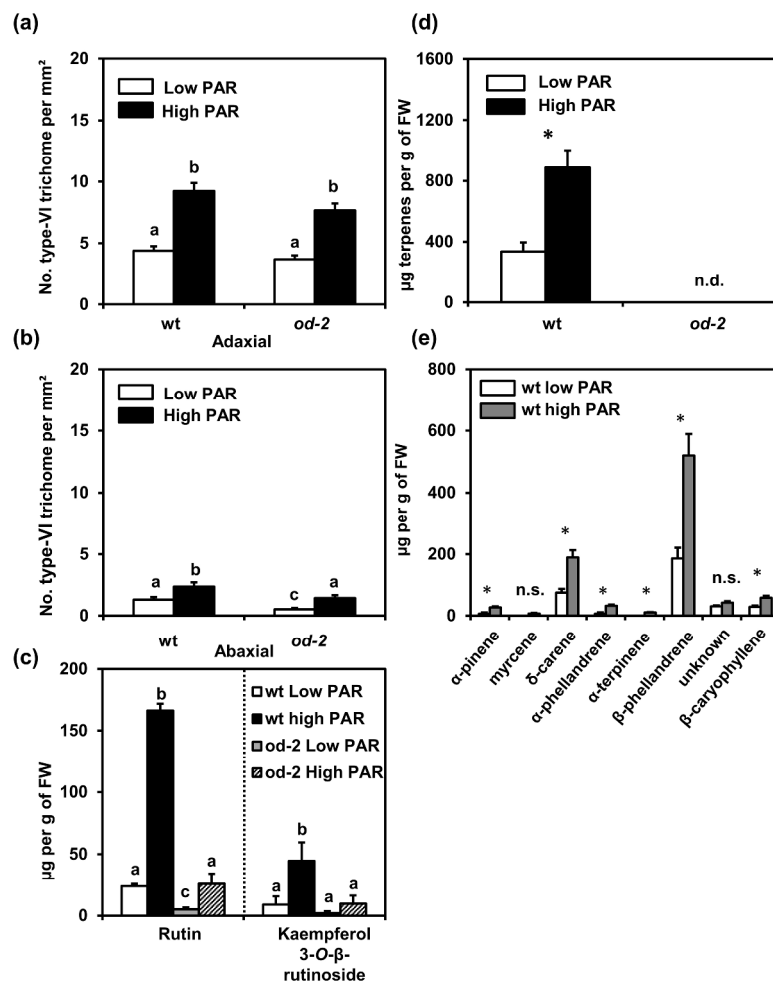 (a)
No. type-VI trichome per mm²
20
15
10
5
0
Low PAR
High PAR
a
b
a
b
wt
od-2
Adaxial
(b)
No. type-VI trichome per mm²
20
15
10
5
0
Low PAR
High PAR
a
b
c
a
wt
od-2
Abaxial
(c)
µg per g of FW
200
150
100
50
0
wt Low PAR
wt high PAR
od-2 Low PAR
od-2 High PAR
a
b
c
a
a
b
a
a
Rutin
Kaempferol
3-O-β-
rutinoside
(d)
µg terpenes per g of FW
1600
1200
800
400
0
Low PAR
High PAR
*
n.d.
wt
od-2
(e)
µg per g of FW
800
600
400
200
0
wt low PAR
wt high PAR
*
n.s.
*
*
*
*
n.s.
*
α-pinene
myrcene
δ-carene
α-phellandrene
α-terpinene
β-phellandrene
unknown
β-caryophyllene